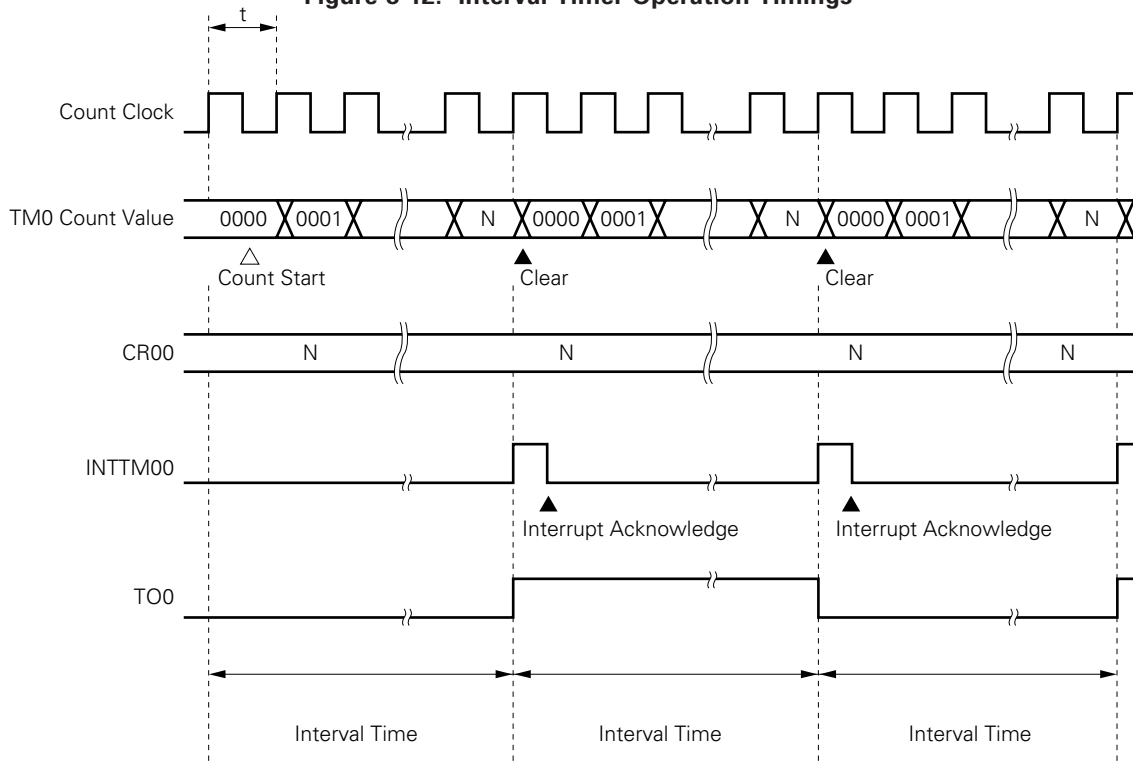 Figure 8-12. Interval Timer Operation Timings
t
Count Clock
TM0 Count Value 0000 0001 N 0000 0001 N 0000 0001 N
Count Start Clear Clear
CR00 N N N N
INTTM00
Interrupt Acknowledge Interrupt Acknowledge
TO0
Interval Time Interval Time Interval Time